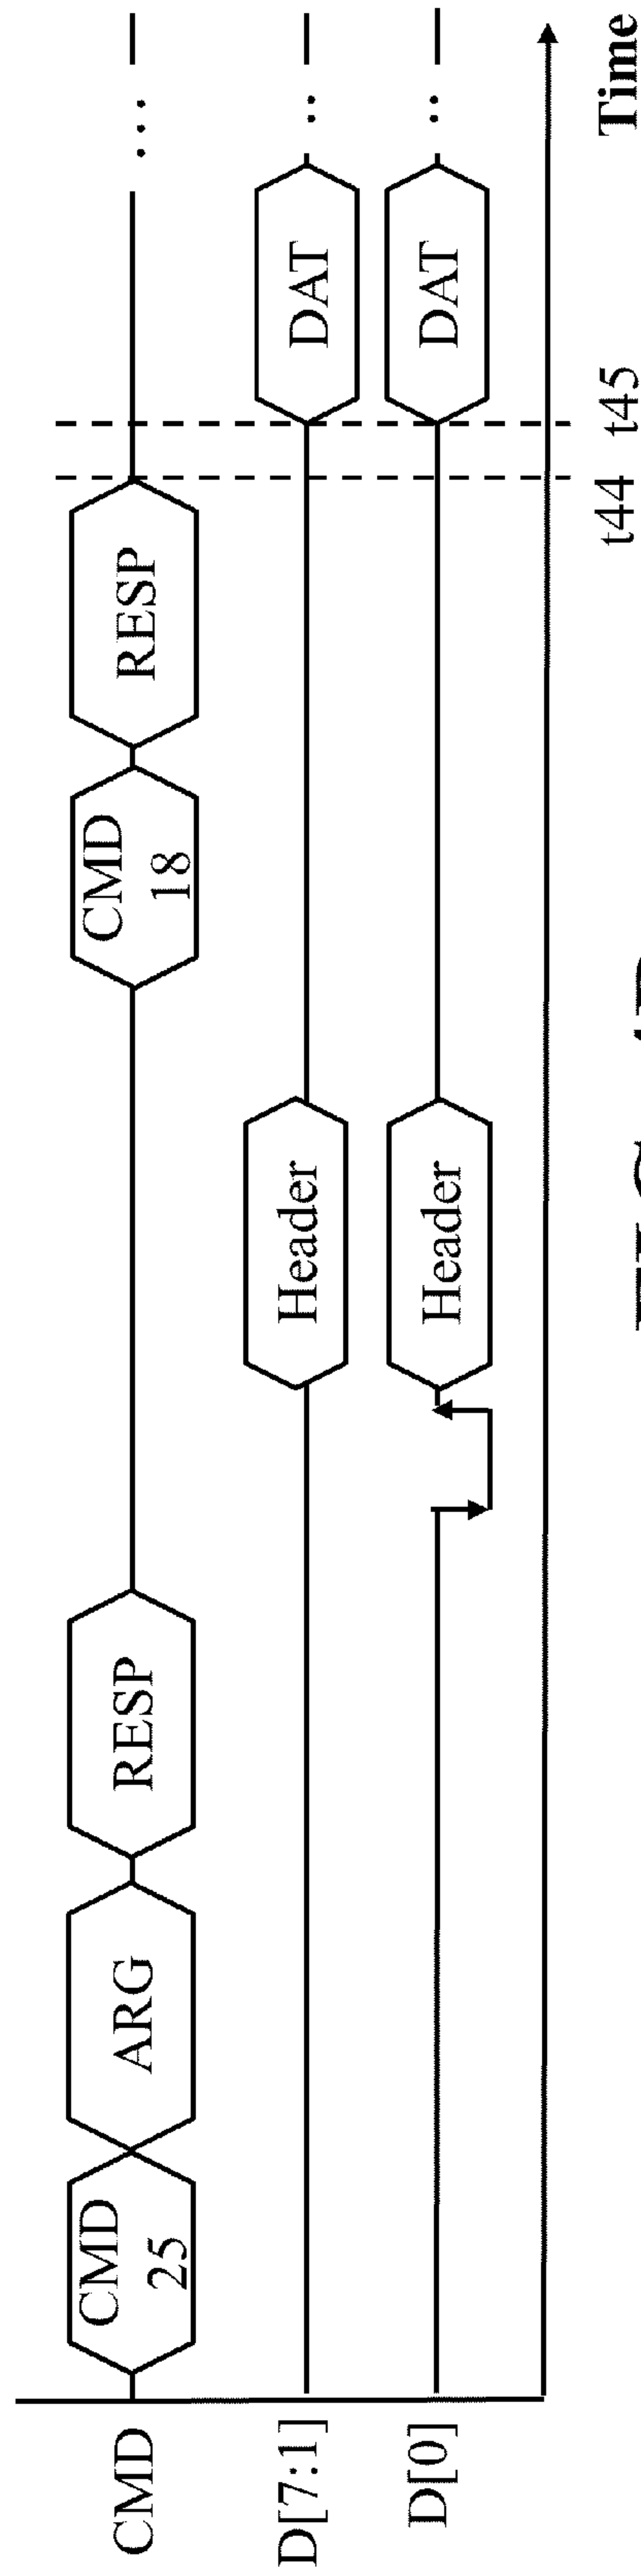 CMD
CMD
25
ARG
RESP
CMD
18
RESP
...
D[7:1]
Header
DAT
..
D[0]
Header
DAT
..
t44
t45
Time